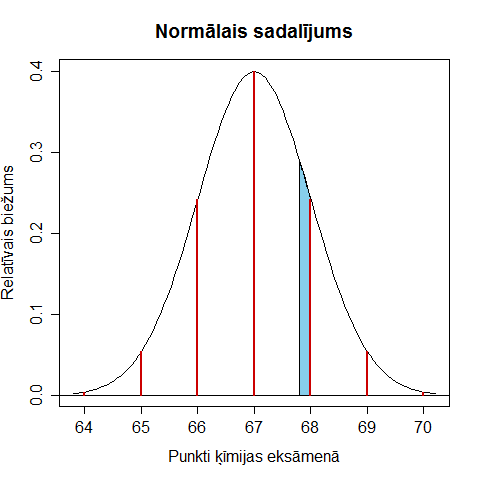 Normālais sadalījums
Relatīvais biežums
0.4
0.3
0.2
0.1
0.0
64 65 66 67 68 69 70
Punkti ķīmijas eksāmenā